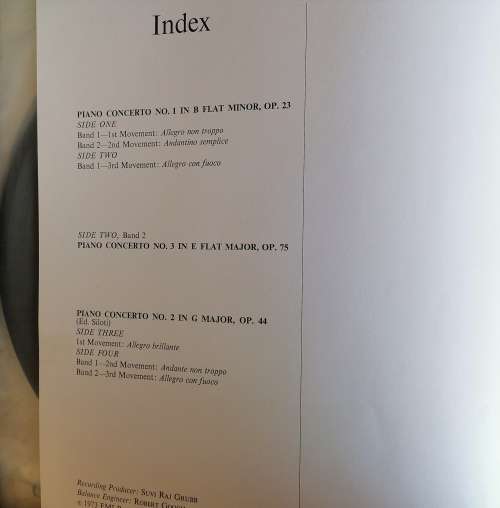 Index
PIANO CONCERTO NO. 1 IN B FLAT MINOR, OP. 23
SIDE ONE
Band 1—1st Movement: Allegro non troppo
Band 2—2nd Movement: Andantino semplice
SIDE TWO
Band 1—3rd Movement: Allegro con fuoco
SIDE TWO, Band 2
PIANO CONCERTO NO. 3 IN E FLAT MAJOR, OP. 75
PIANO CONCERTO NO. 2 IN G MAJOR, OP. 44
(Ed. Siloti)
SIDE THREE
1st Movement: Allegro brillante
SIDE FOUR
Band 1—2nd Movement: Andante non troppo
Band 2—3rd Movement: Allegro con fuoco
Recording Producer: SUVI RAJ GRUBB
Balance Engineer: ROBERT
1973 EMI